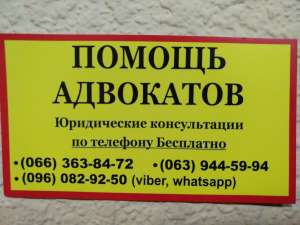 ПОМОЩЬ
АДВОКАТОВ
Юридические консультации
по телефону Бесплатно
•(066) 363-84-72 •(063) 944-59-94
•(096) 082-92-50 (viber, whatsapp)